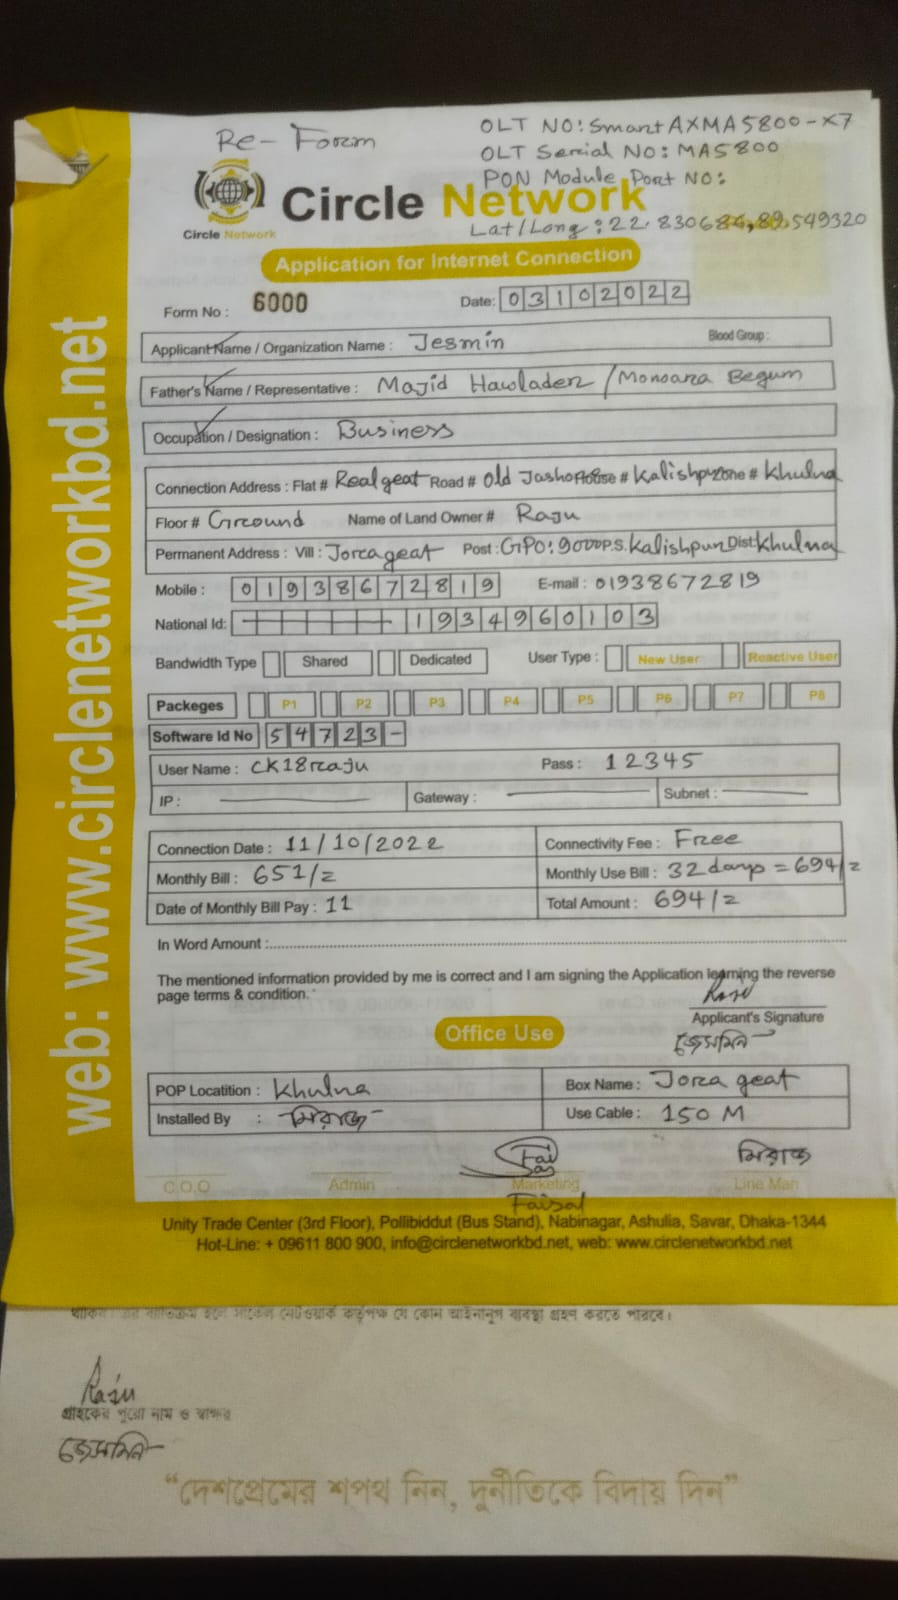 Re-Form
OLT NO: SmartAXMA5800-X7
OLT Serial NO: MA5800
PON Module Port NO:
Circle Network
Lat/Long: 22.830684,89.549320
Circle Network
Application for Internet Connection
Form No : 6000 Date: 03102022
Applicant Name / Organization Name : Jesmin Blood Group :
Father's Name / Representative : Majid Hawlader / Monoara Begum
Occupation / Designation : Business
Connection Address : Flat # Realgeat Road # Old Jashor House # Kalishpur Zone # Khulna
Floor # Ground Name of Land Owner # Raju
Permanent Address : Vill : Jorageat Post : GPO:9000 P.S. Kalishpur Dist: Khulna
Mobile : 01938672819 E-mail : 01938672819
National Id: 1934960103
Bandwidth Type Shared Dedicated User Type : New User Reactive User
Packeges P1 P2 P3 P4 P5 P6 P7 P8
Software Id No 54723-
User Name : CK18raju Pass : 12345
IP : Gateway : Subnet :
Connection Date : 11/10/2022 Connectivity Fee : Free
Monthly Bill : 651/= Monthly Use Bill : 32 days = 694/=
Date of Monthly Bill Pay : 11 Total Amount : 694/=
In Word Amount :
The mentioned information provided by me is correct and I am signing the Application learning the reverse
page terms & condition.
Applicant's Signature
জেসমিন
Office Use
POP Locatition : Khulna Box Name : Jora geat
Installed By : মিরাজ Use Cable : 150 M
Faisal মিরাজ
C.O.O Admin Marketing Line Man
Faisal
Unity Trade Center (3rd Floor), Pollibiddut (Bus Stand), Nabinagar, Ashulia, Savar, Dhaka-1344
Hot-Line: + 09611 800 900, info@circlenetworkbd.net, web: www.circlenetworkbd.net
web: www.circlenetworkbd.net
থাকিব। এর ব্যতিক্রম হলে সার্কেল নেটওয়ার্ক কর্তৃপক্ষ যে কোন আইনানুগ ব্যবস্থা গ্রহণ করতে পারবে।
Raju
গ্রাহকের পুরো নাম ও স্বাক্ষর
জেসমিন
“দেশপ্রেমের শপথ নিন, দুর্নীতিকে বিদায় দিন”